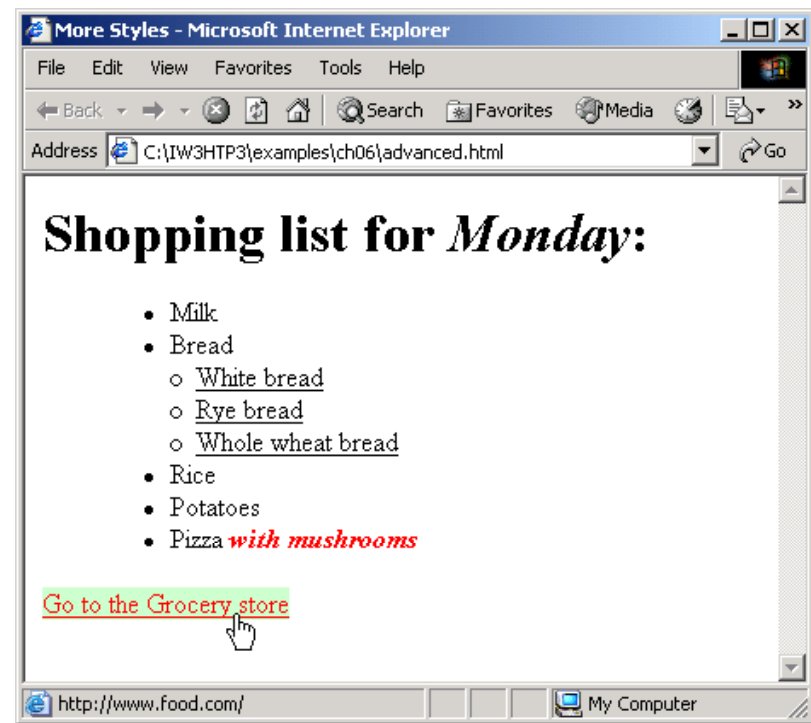 More Styles - Microsoft Internet Explorer
File Edit View Favorites Tools Help
Back Search Favorites Media »
Address C:\IW3HTP3\examples\ch06\advanced.html Go
Shopping list for Monday:
• Milk
• Bread
○ White bread
○ Rye bread
○ Whole wheat bread
• Rice
• Potatoes
• Pizza with mushrooms
Go to the Grocery store
http://www.food.com/ My Computer